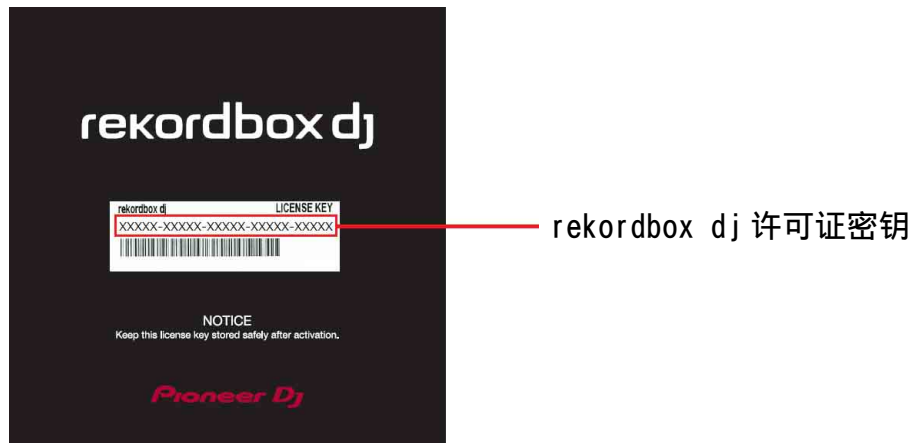 rekordbox dj
rekordbox dj LICENSE KEY
XXXXX-XXXXX-XXXXX-XXXXX-XXXXX
rekordbox dj 许可证密钥
NOTICE
Keep this license key stored safely after activation.
Pioneer Dj